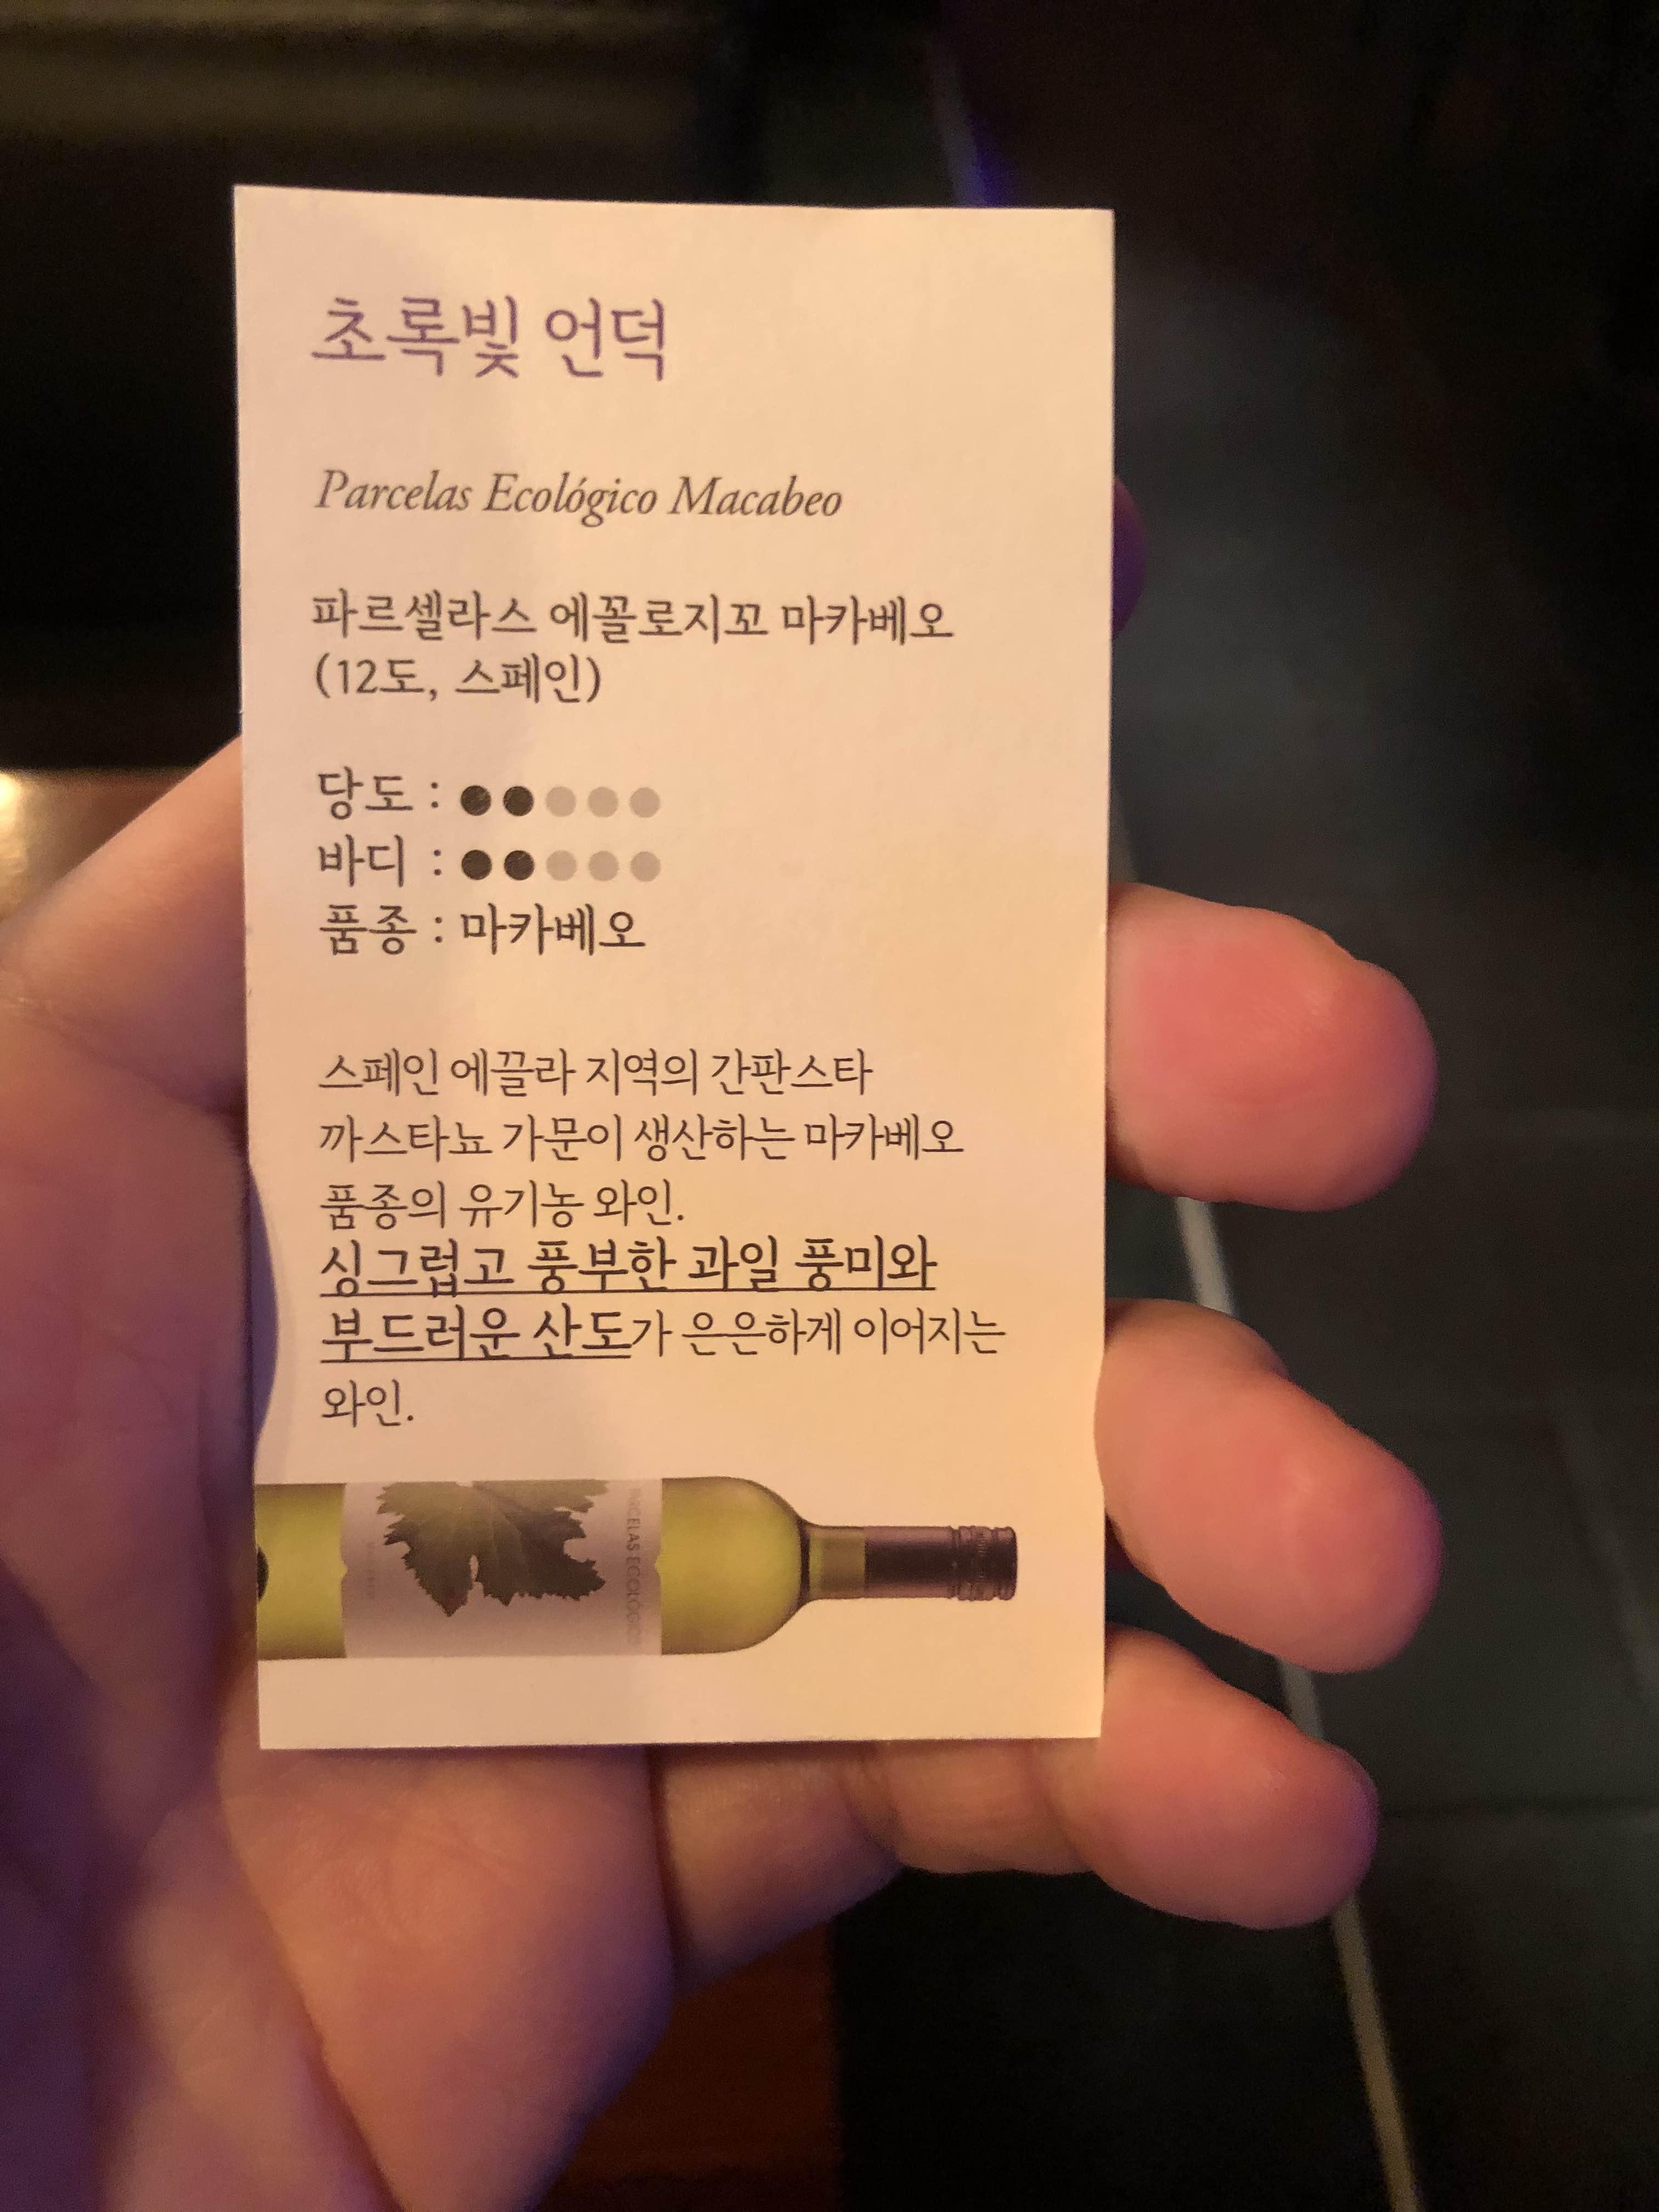 초록빛 언덕
Parcelas Ecológico Macabeo
파르셀라스 에꼴로지꼬 마카베오
(12도, 스페인)
당도 : ●●●●●
바디 : ●●●●●
품종 : 마카베오
스페인 에끌라 지역의 간판스타
까스타뇨 가문이 생산하는 마카베오
품종의 유기농 와인.
싱그럽고 풍부한 과일 풍미와
부드러운 산도가 은은하게 이어지는
와인.
PARCELAS ECOLÓGICO